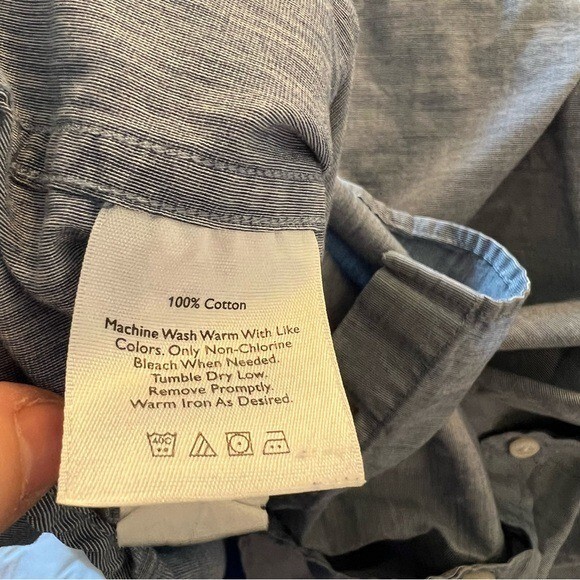 100% Cotton
Machine Wash Warm With Like
Colors. Only Non-Chlorine
Bleach When Needed.
Tumble Dry Low.
Remove Promptly.
Warm Iron As Desired.
40C